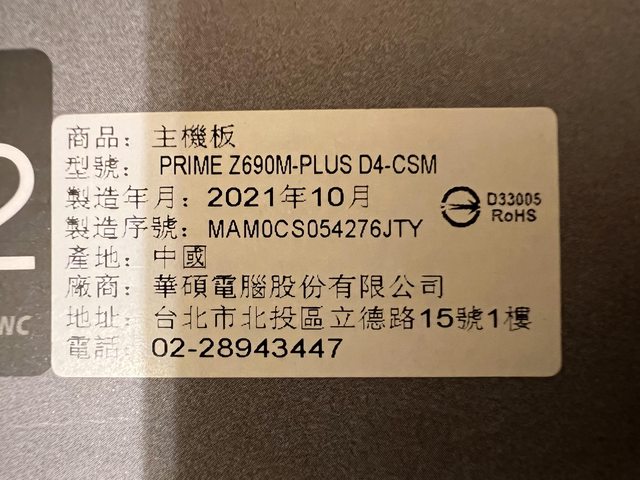 2
NC
商品：主機板
型號：PRIME Z690M-PLUS D4-CSM
製造年月：2021年10月
製造序號：MAM0CS054276JTY
產地：中國
廠商：華碩電腦股份有限公司
地址：台北市北投區立德路15號1樓
電話：02-28943447
D33005
RoHS